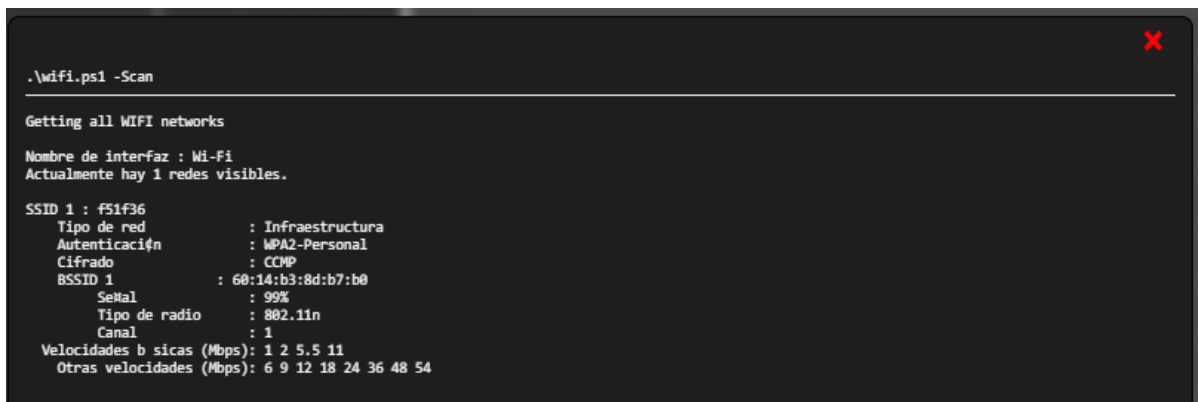 .\wifi.ps1 -Scan
Getting all WIFI networks
Nombre de interfaz : Wi-Fi
Actualmente hay 1 redes visibles.
SSID 1 : f51f36
Tipo de red : Infraestructura
Autenticaci¢n : WPA2-Personal
Cifrado : CCMP
BSSID 1 : 60:14:b3:8d:b7:b0
Se¤al : 99%
Tipo de radio : 802.11n
Canal : 1
Velocidades b sicas (Mbps): 1 2 5.5 11
Otras velocidades (Mbps): 6 9 12 18 24 36 48 54